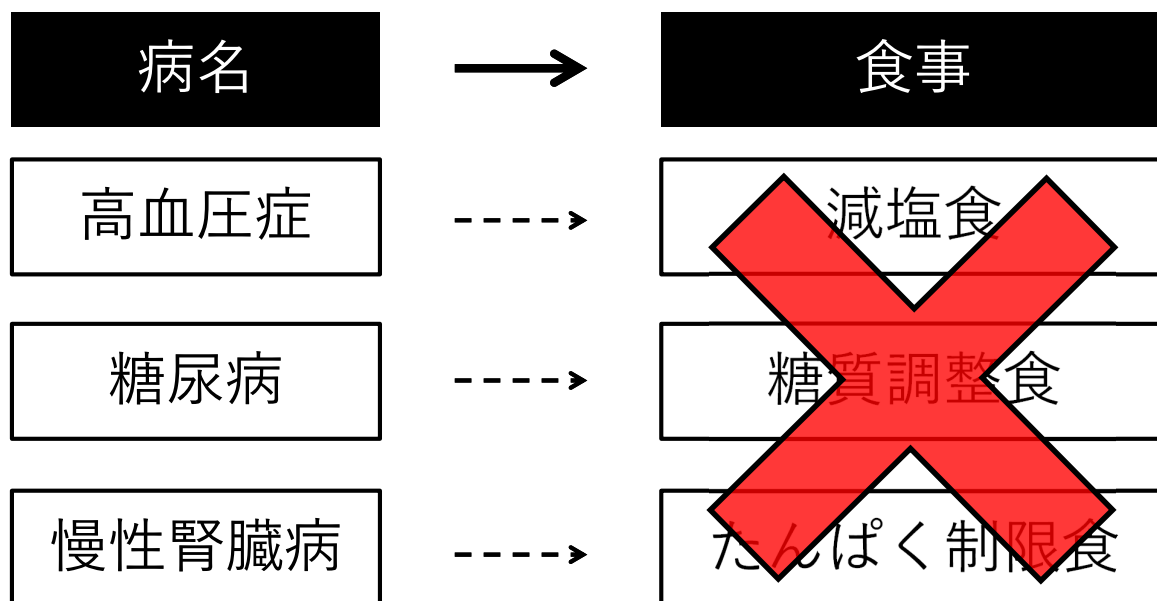 病名
食事
高血圧症
減塩食
糖尿病
糖質調整食
慢性腎臓病
たんぱく制限食